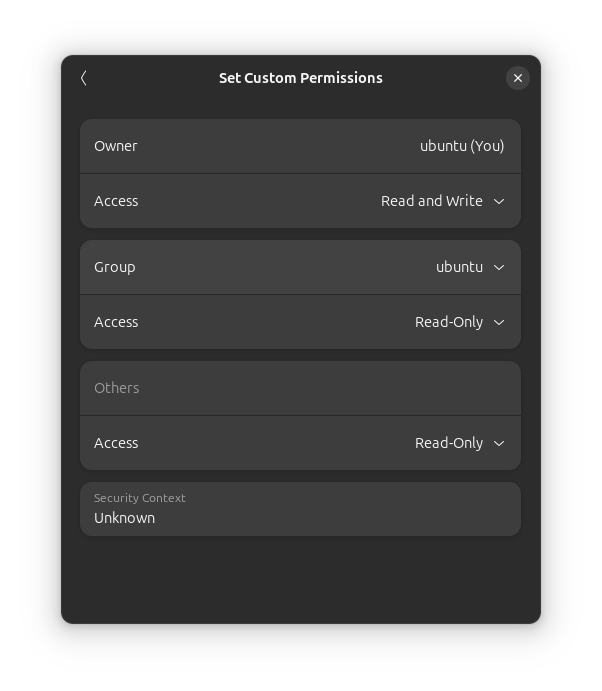 Set Custom Permissions
Owner ubuntu (You)
Access Read and Write
Group ubuntu
Access Read-Only
Others
Access Read-Only
Security Context
Unknown